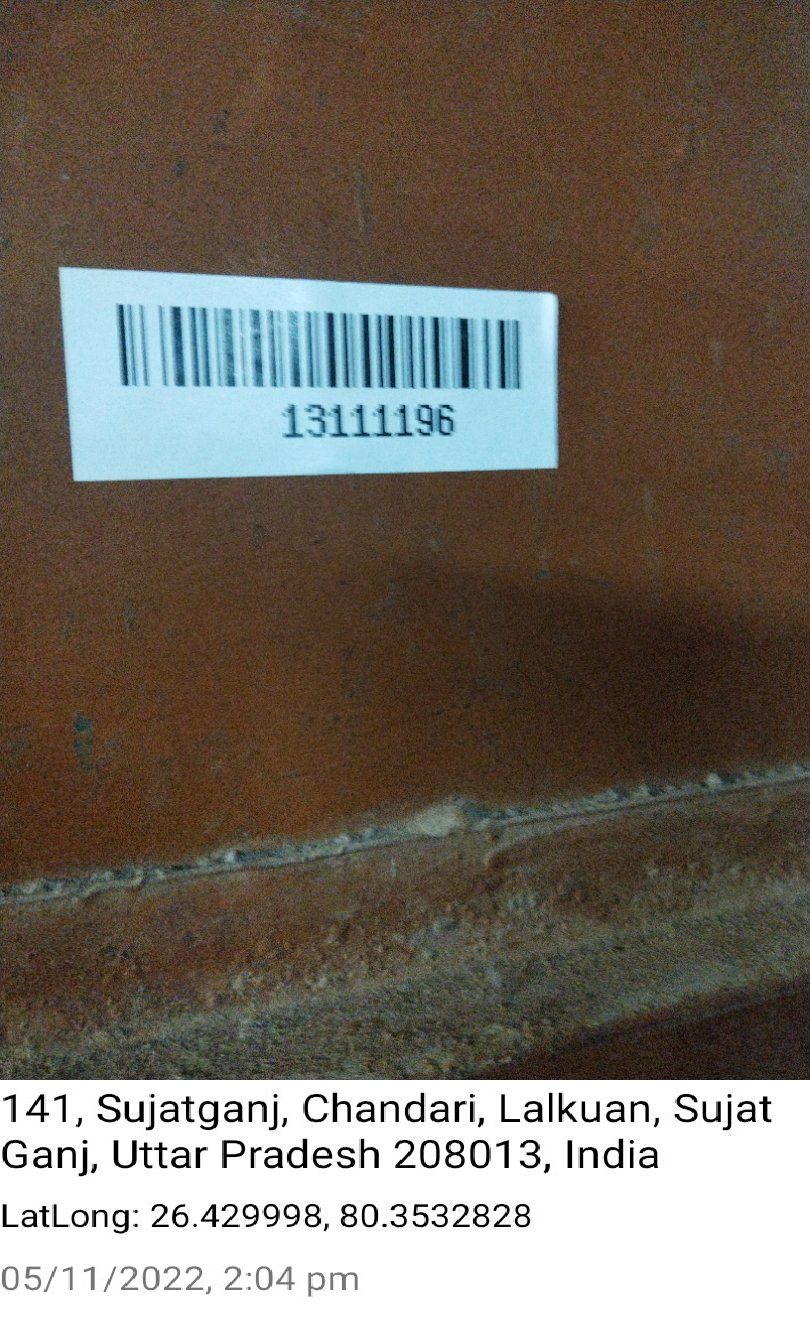 13111196
141, Sujatganj, Chandari, Lalkuan, Sujat
Ganj, Uttar Pradesh 208013, India
LatLong: 26.429998, 80.3532828
05/11/2022, 2:04 pm